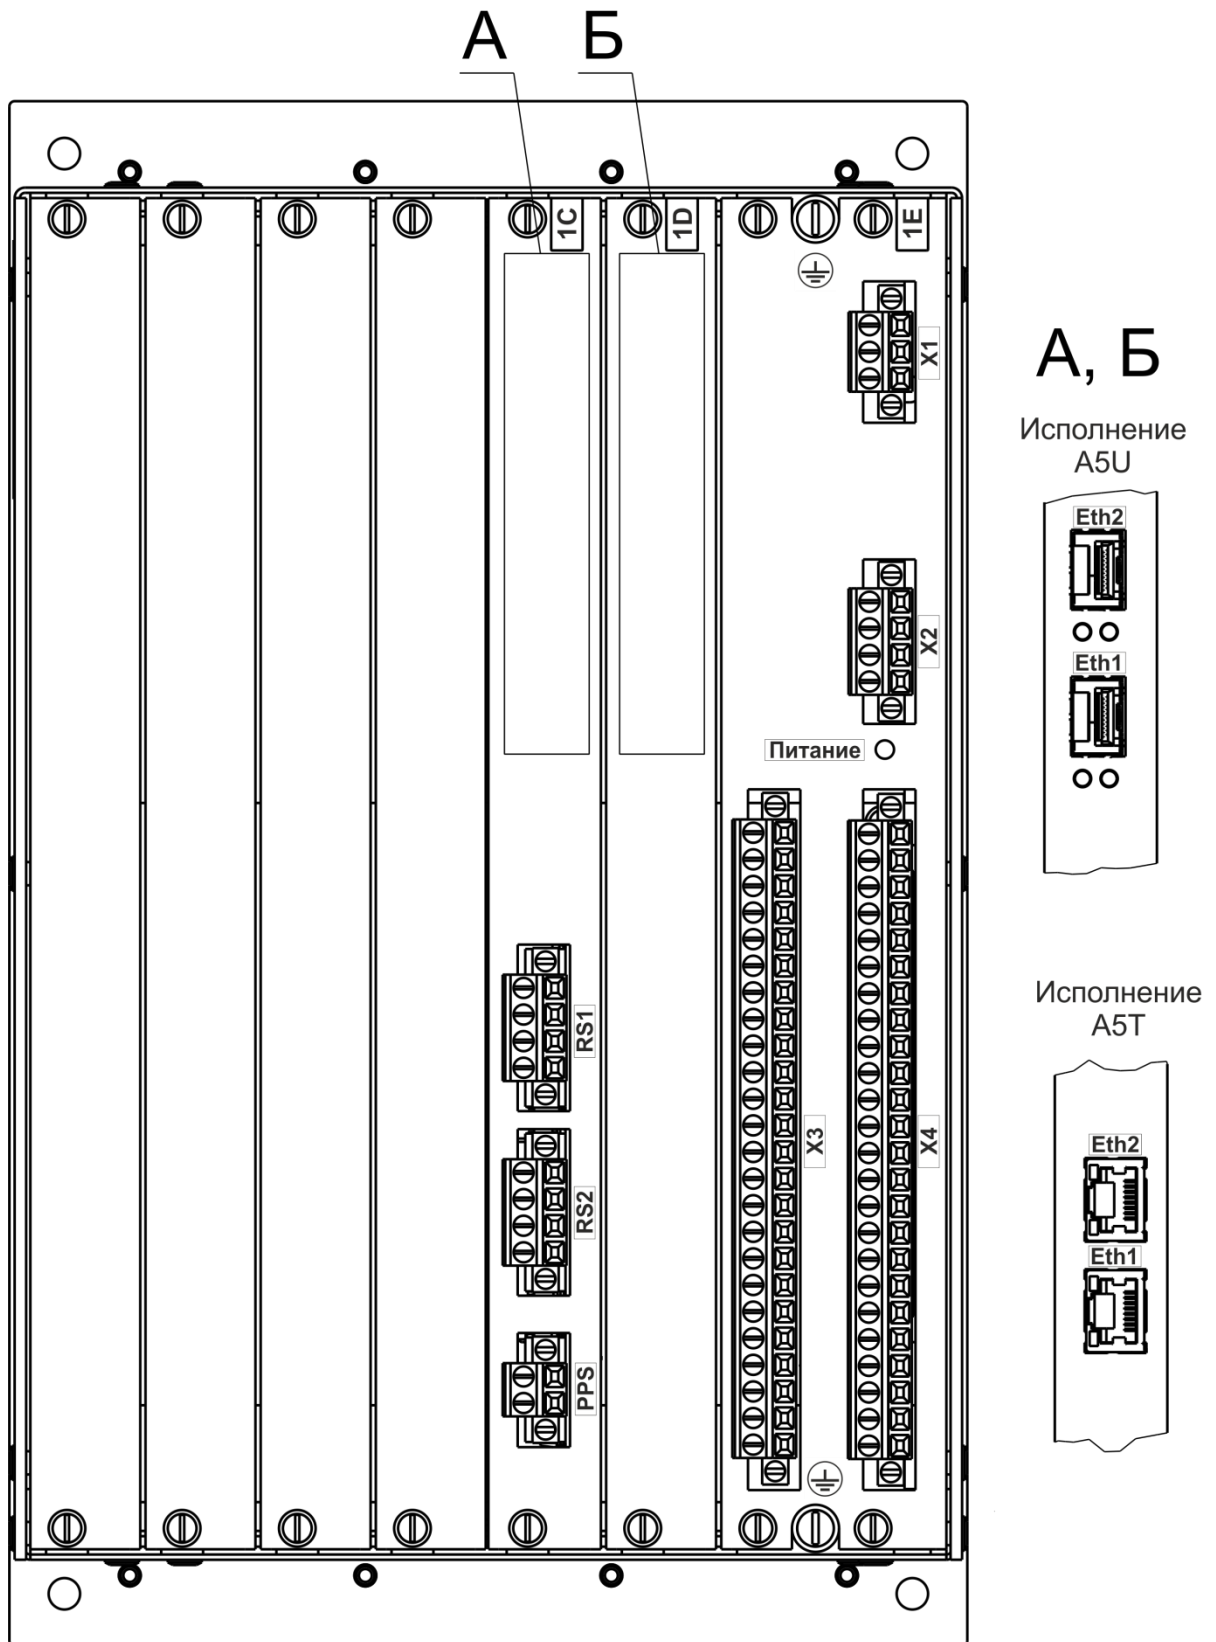 А Б
1C
1D
1E
X1
X2
Питание
X3
X4
RS1
RS2
PPS
А, Б
Исполнение
A5U
Eth2
Eth1
Исполнение
A5T
Eth2
Eth1